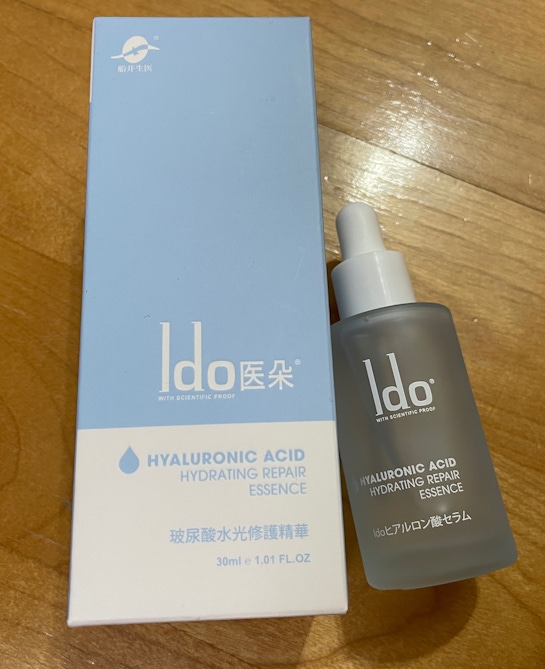 船井生医
Ido医朵®
WITH SCIENTIFIC PROOF
HYALURONIC ACID
HYDRATING REPAIR
ESSENCE
玻尿酸水光修護精華
30ml ℮ 1.01 FL.OZ
Ido®
WITH SCIENTIFIC PROOF
HYALURONIC ACID
HYDRATING REPAIR
ESSENCE
Idoヒアルロン酸セラム